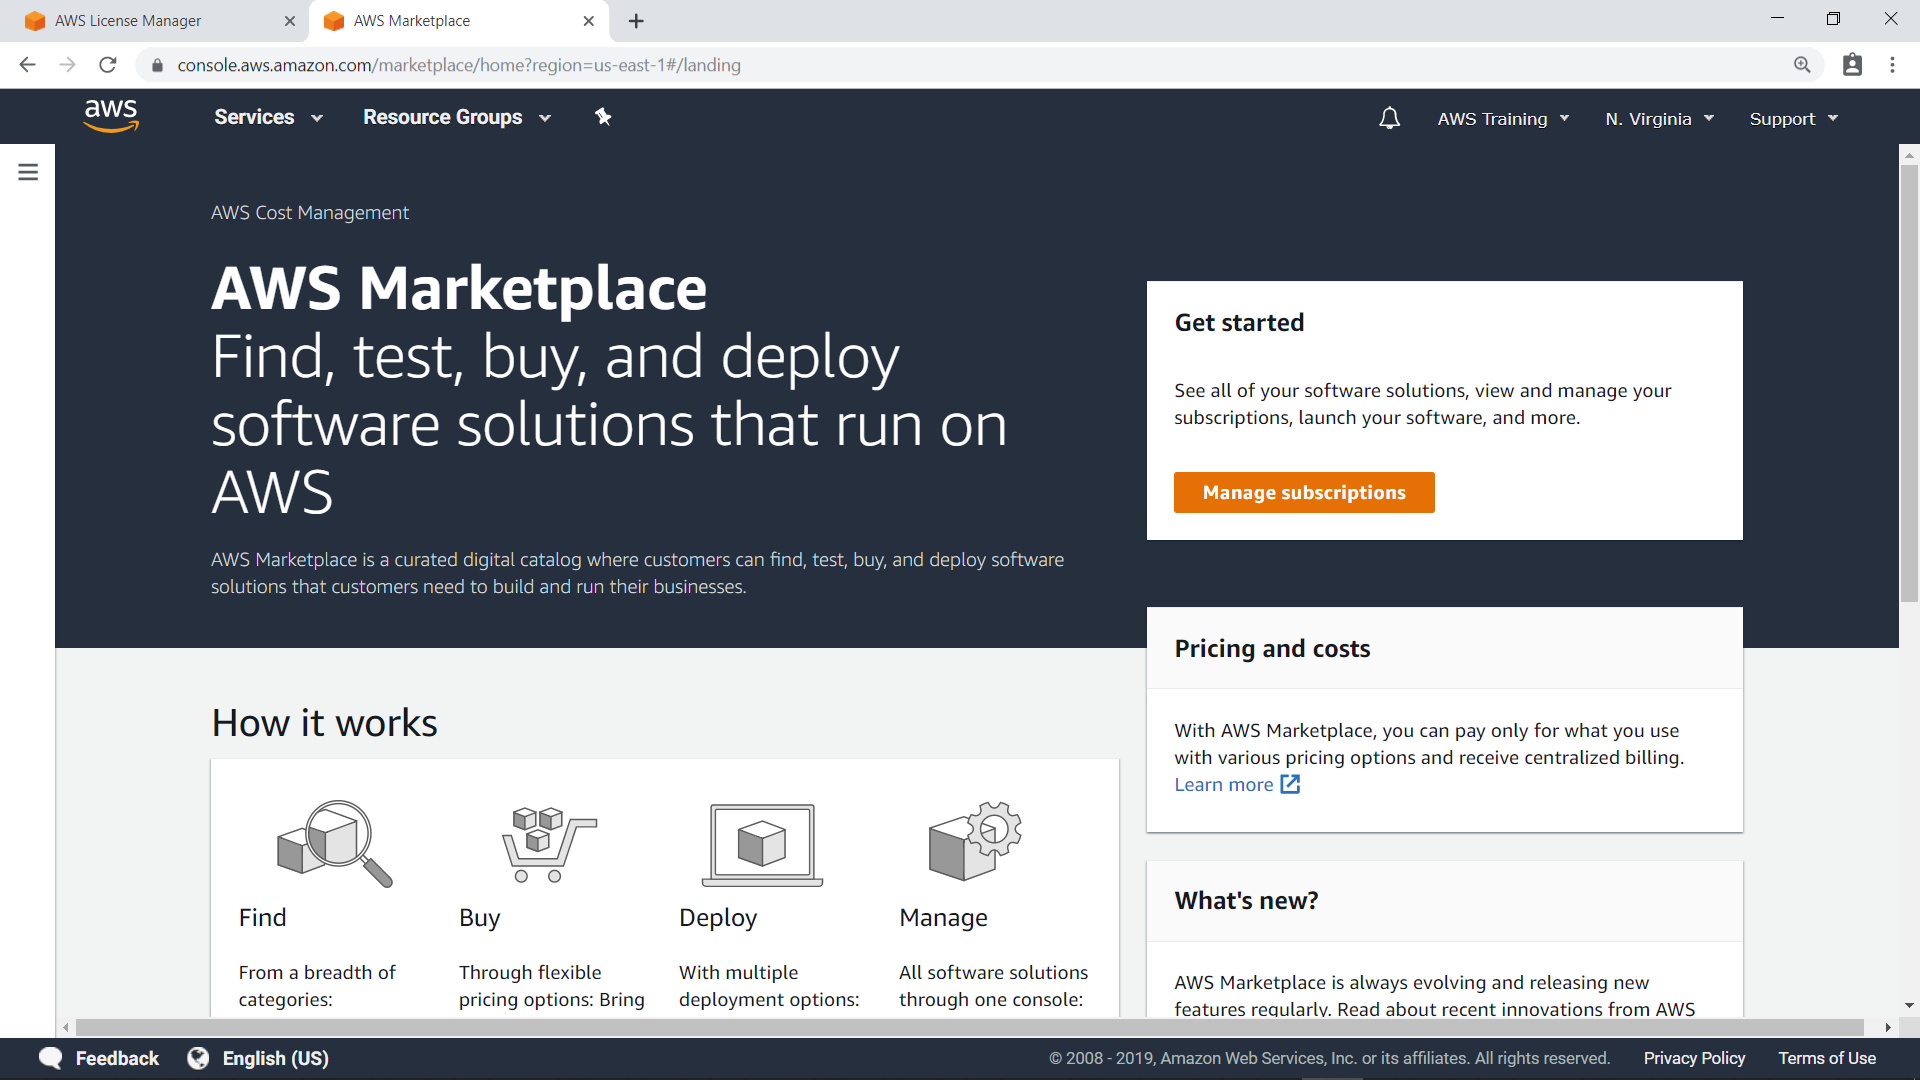 AWS License Manager
AWS Marketplace
console.aws.amazon.com/marketplace/home?region=us-east-1#/landing
aws
Services
Resource Groups
AWS Training
N. Virginia
Support
AWS Cost Management
AWS Marketplace
Find, test, buy, and deploy
software solutions that run on
AWS
AWS Marketplace is a curated digital catalog where customers can find, test, buy, and deploy software
solutions that customers need to build and run their businesses.
Get started
See all of your software solutions, view and manage your
subscriptions, launch your software, and more.
Manage subscriptions
Pricing and costs
With AWS Marketplace, you can pay only for what you use
with various pricing options and receive centralized billing.
Learn more
What's new?
AWS Marketplace is always evolving and releasing new
features regularly. Read about recent innovations from AWS
How it works
Find
From a breadth of
categories:
Buy
Through flexible
pricing options: Bring
Deploy
With multiple
deployment options:
Manage
All software solutions
through one console:
Feedback
English (US)
© 2008 - 2019, Amazon Web Services, Inc. or its affiliates. All rights reserved.
Privacy Policy
Terms of Use